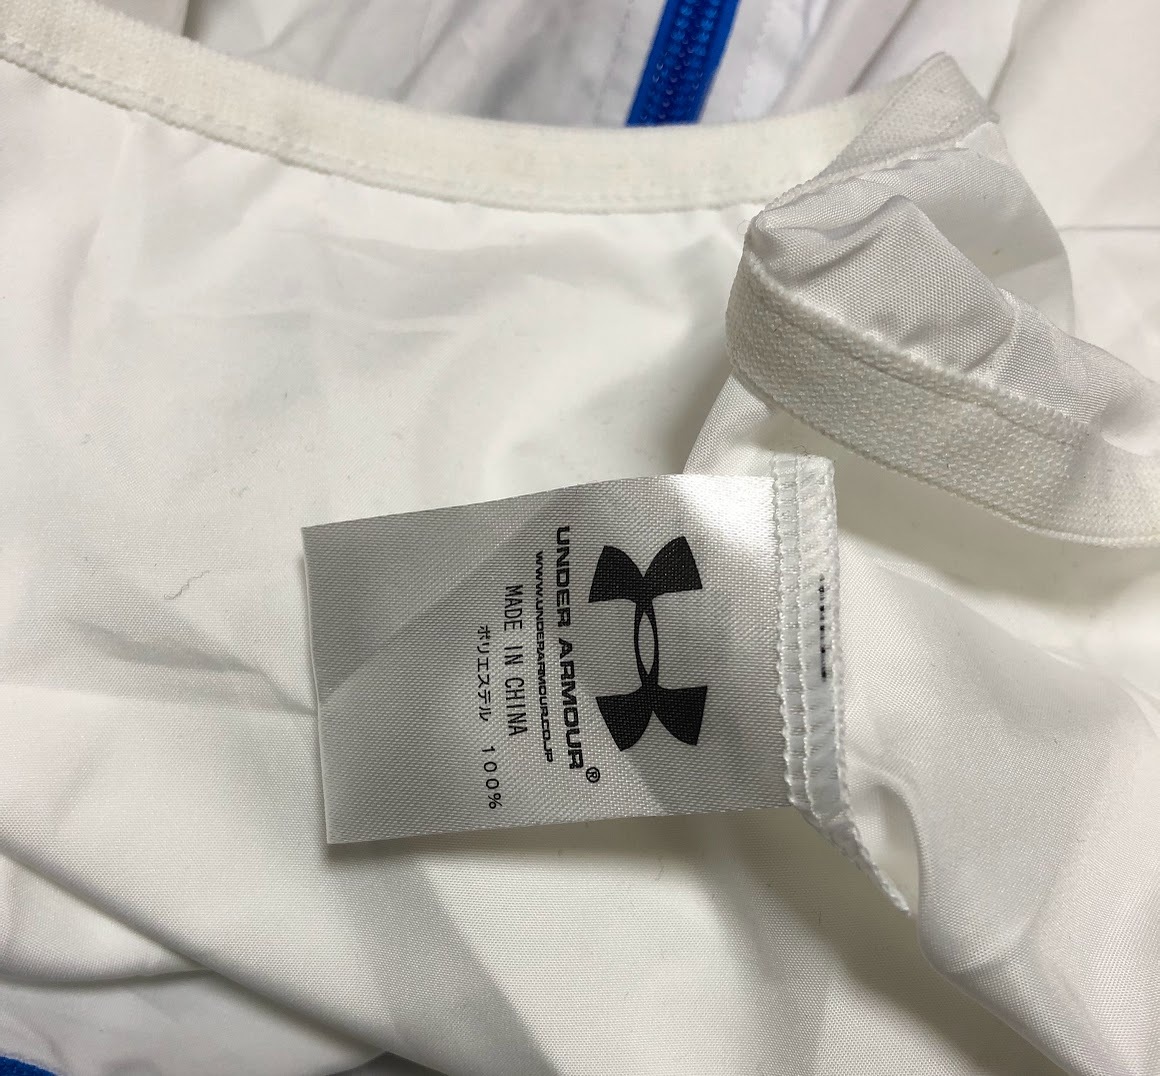 UNDER ARMOUR®
WWW.UNDERARMOUR.CO.JP
MADE IN CHINA
ポリエステル 100%